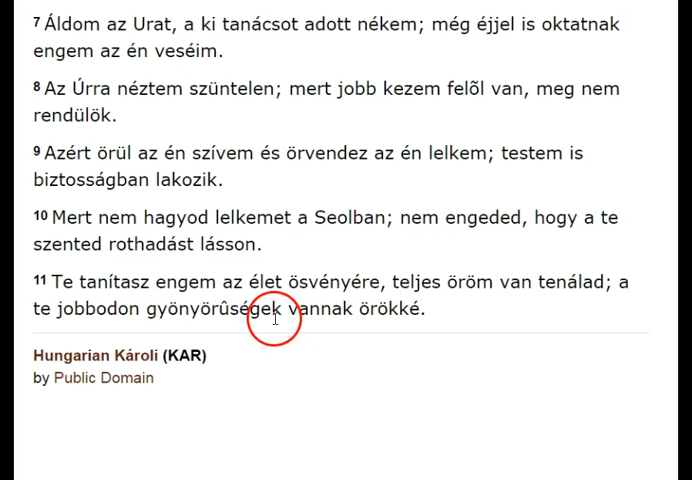 7 Áldom az Urat, a ki tanácsot adott nékem; még éjjel is oktatnak
engem az én veséim.
8 Az Úrra néztem szüntelen; mert jobb kezem felõl van, meg nem
rendülök.
9 Azért örül az én szívem és örvendez az én lelkem; testem is
biztosságban lakozik.
10 Mert nem hagyod lelkemet a Seolban; nem engeded, hogy a te
szented rothadást lásson.
11 Te tanítasz engem az élet ösvényére, teljes öröm van tenálad; a
te jobbodon gyönyörûségek vannak örökké.
Hungarian Károli (KAR)
by Public Domain